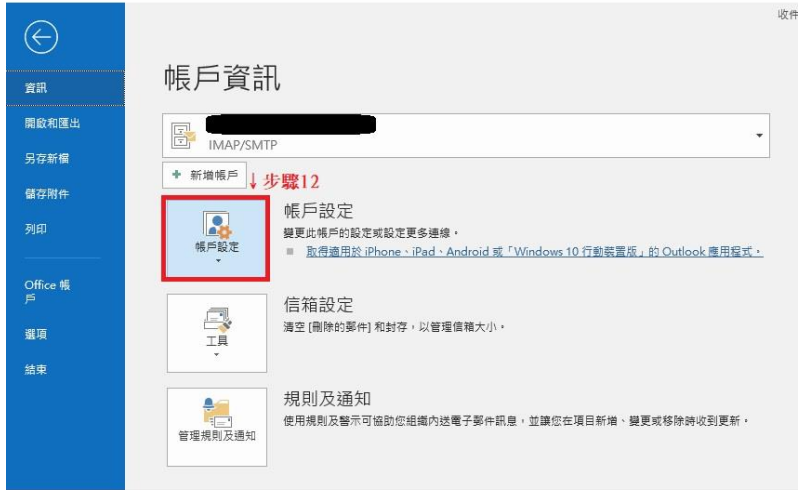 收件
資訊
開啟和匯出
另存新檔
儲存附件
列印
Office 帳
戶
選項
結束
帳戶資訊
IMAP/SMTP
新增帳戶
↓步驟12
帳戶設定
帳戶設定
變更此帳戶的設定或設定更多連線。
取得適用於 iPhone、iPad、Android 或「Windows 10 行動裝置版」的 Outlook 應用程式。
工具
信箱設定
清空 [刪除的郵件] 和封存，以管理信箱大小。
管理規則及通知
規則及通知
使用規則及警示可協助您組織內送電子郵件訊息，並讓您在項目新增、變更或移除時收到更新。